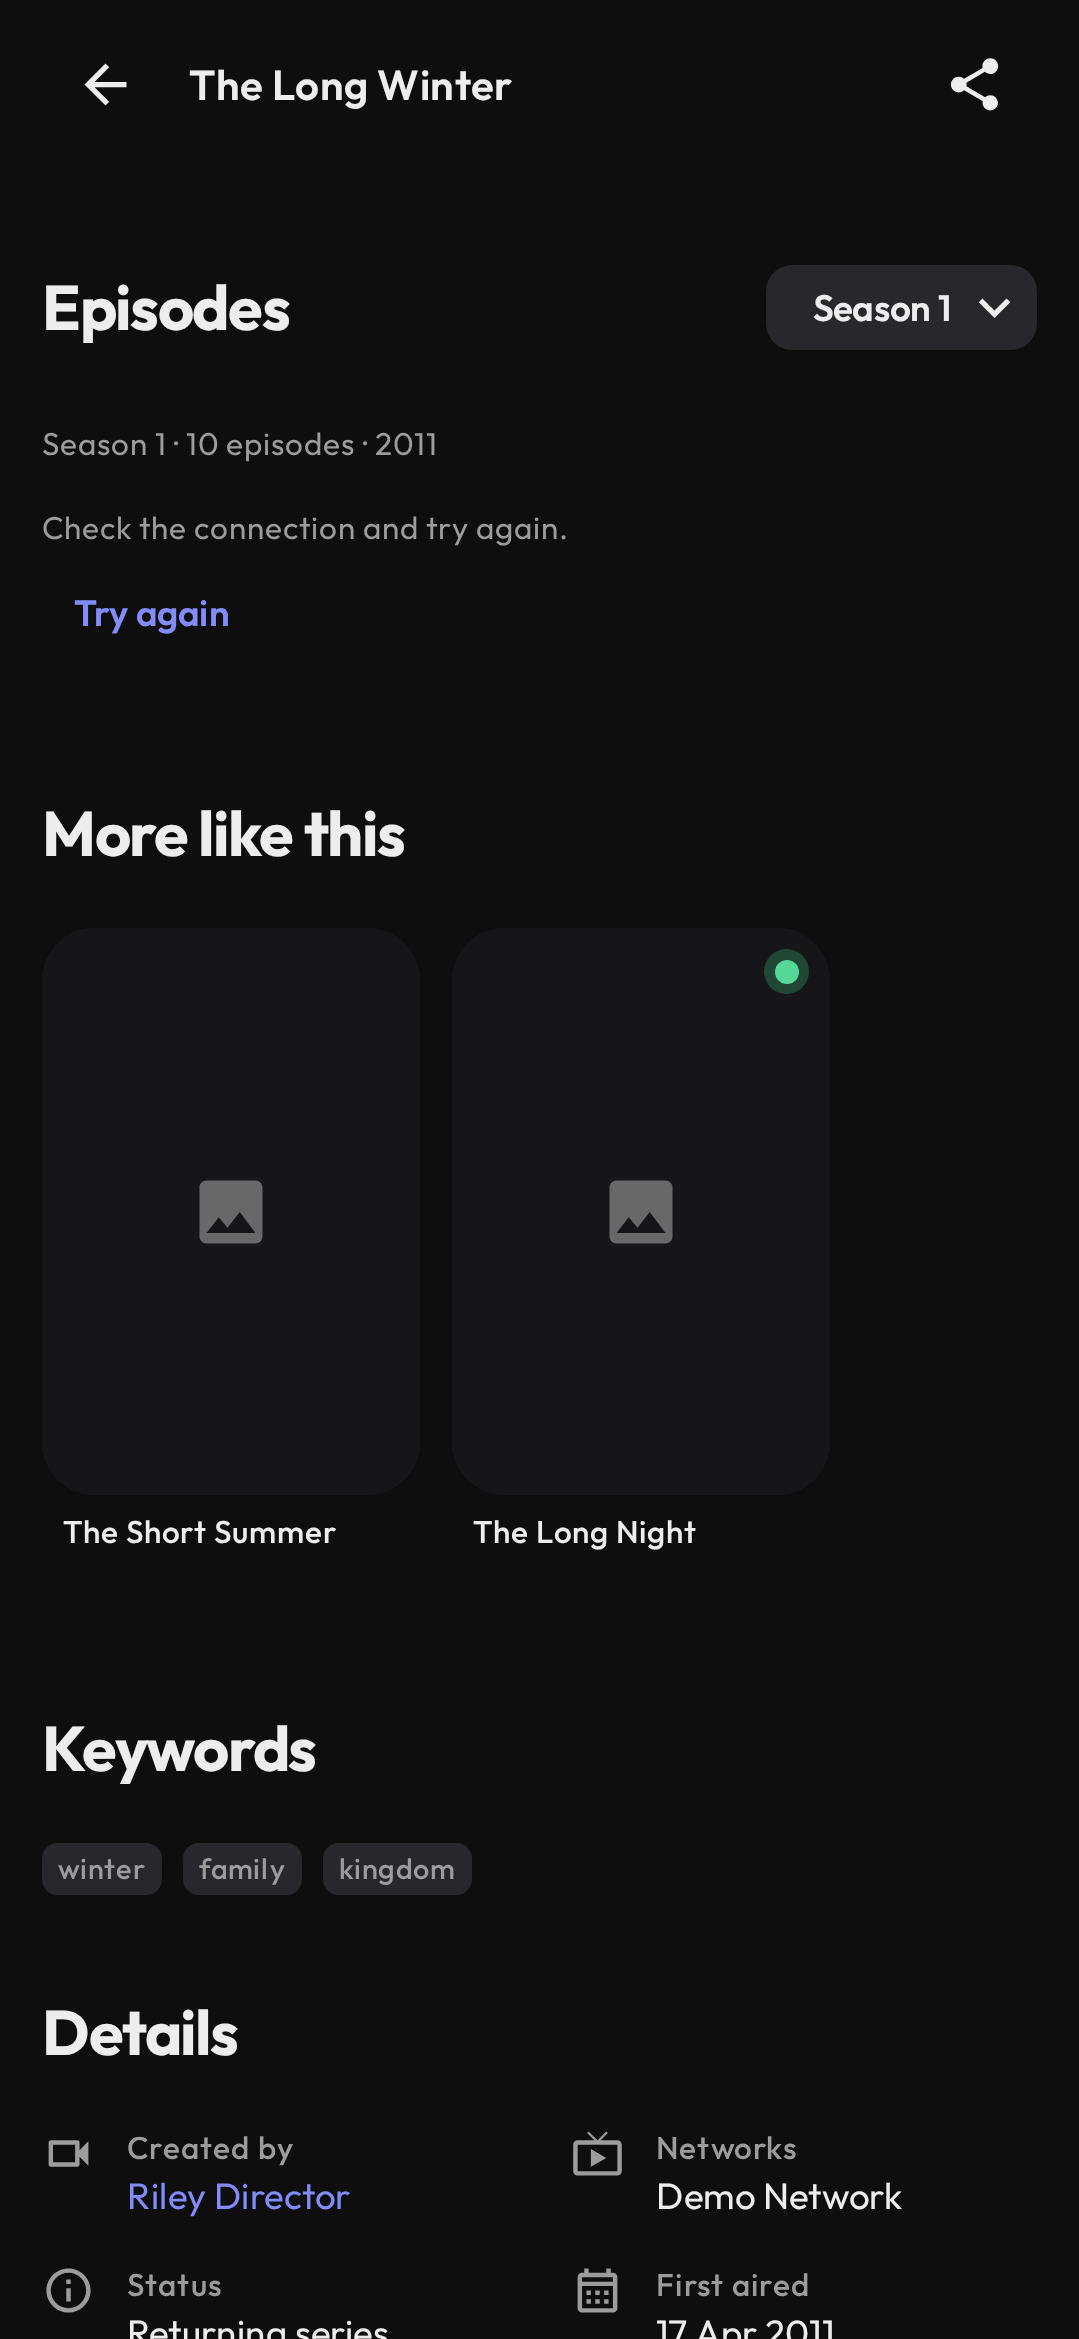 The Long Winter
Episodes
Season 1
Season 1 · 10 episodes · 2011
Check the connection and try again.
Try again
More like this
The Short Summer
The Long Night
Keywords
winter
family
kingdom
Details
Created by
Riley Director
Networks
Demo Network
Status
Returning series
First aired
17 Apr 2011